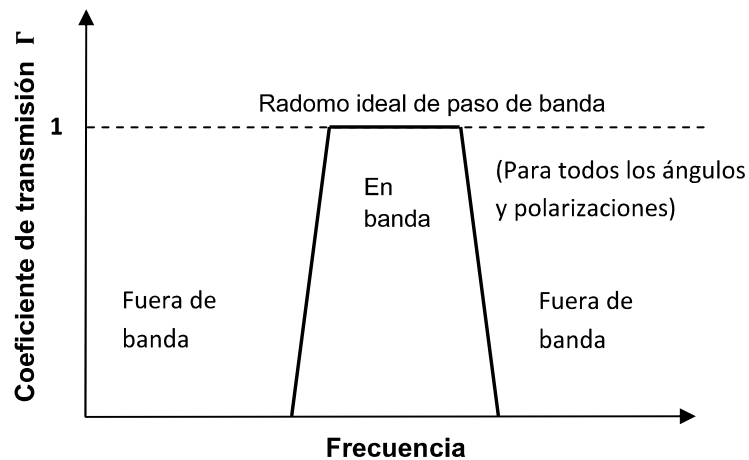 Coeficiente de transmisión Γ
1
Radomo ideal de paso de banda
(Para todos los ángulos
y polarizaciones)
En
banda
Fuera de
banda
Fuera de
banda
Frecuencia